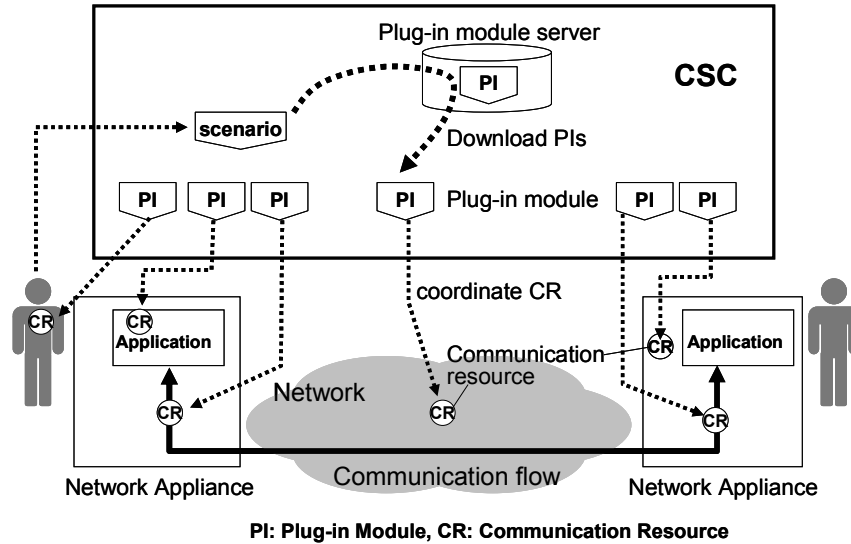 Plug-in module server
PI
CSC
scenario
Download PIs
PI
PI
PI
PI
Plug-in module
PI
PI
coordinate CR
CR
CR
Application
CR
Application
Communication
resource
Network
CR
CR
CR
Communication flow
Network Appliance
Network Appliance
PI: Plug-in Module, CR: Communication Resource